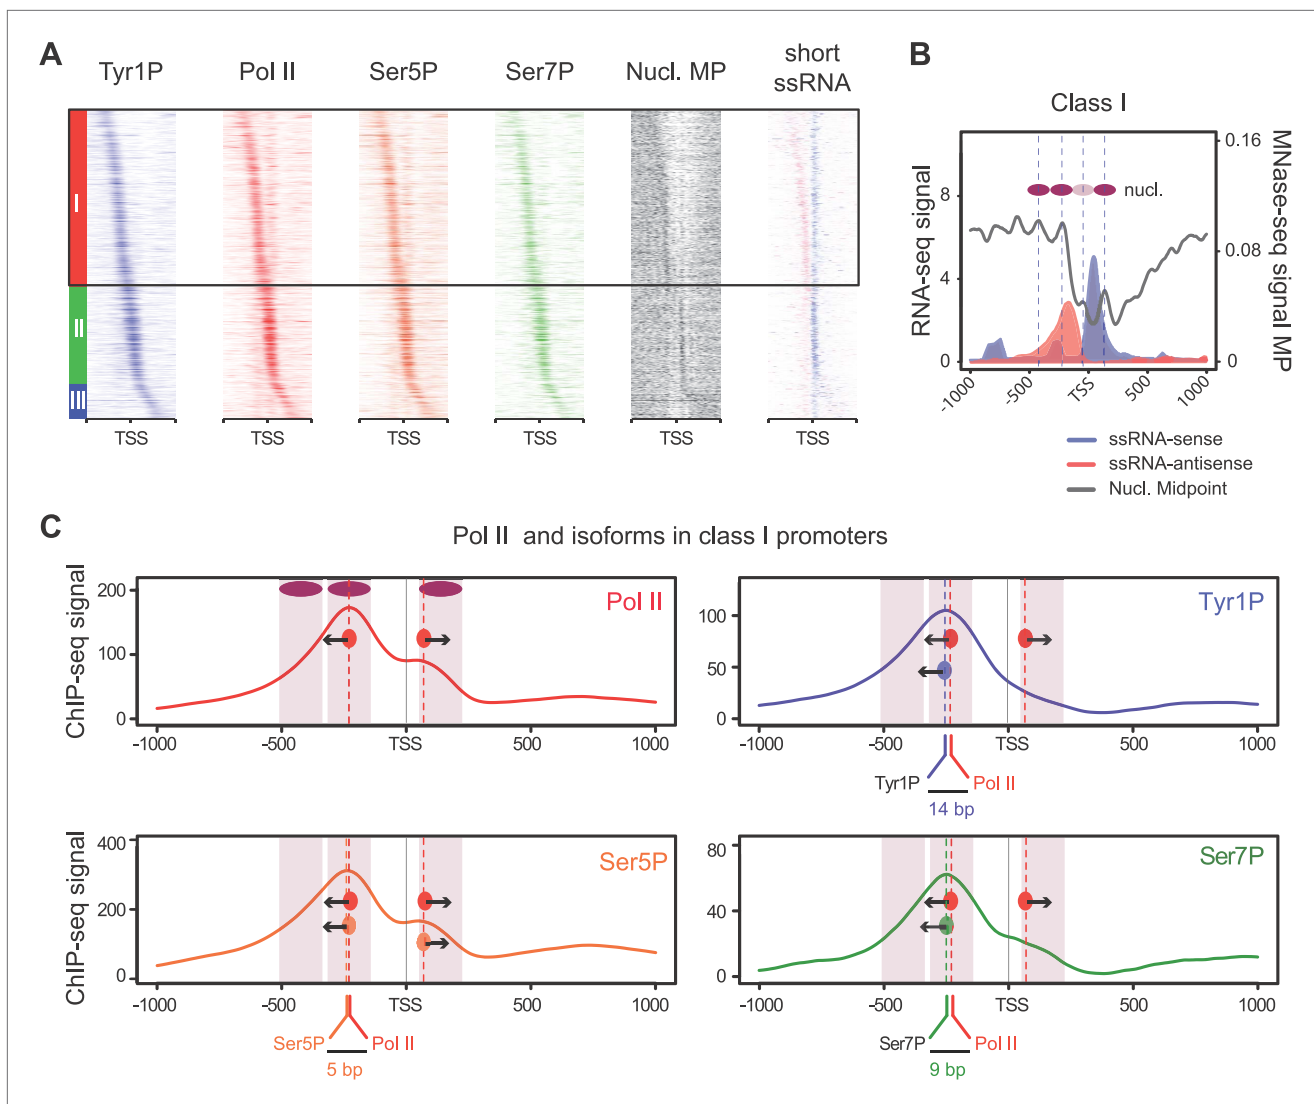 A
Tyr1P
Pol II
Ser5P
Ser7P
Nucl. MP
short
ssRNA
I
II
III
TSS
TSS
TSS
TSS
TSS
TSS
B
Class I
RNA-seq signal
MNase-seq signal MP
8
4
0
0.16
0.08
0
nucl.
-1000
-500
TSS
500
1000
ssRNA-sense
ssRNA-antisense
Nucl. Midpoint
C
Pol II and isoforms in class I promoters
ChIP-seq signal
200
100
0
Pol II
-1000
-500
TSS
500
1000
100
50
0
Tyr1P
-1000
-500
TSS
500
1000
Tyr1P
Pol II
14 bp
ChIP-seq signal
400
200
0
Ser5P
-1000
-500
TSS
500
1000
Ser5P
Pol II
5 bp
80
40
0
Ser7P
-1000
-500
TSS
500
1000
Ser7P
Pol II
9 bp